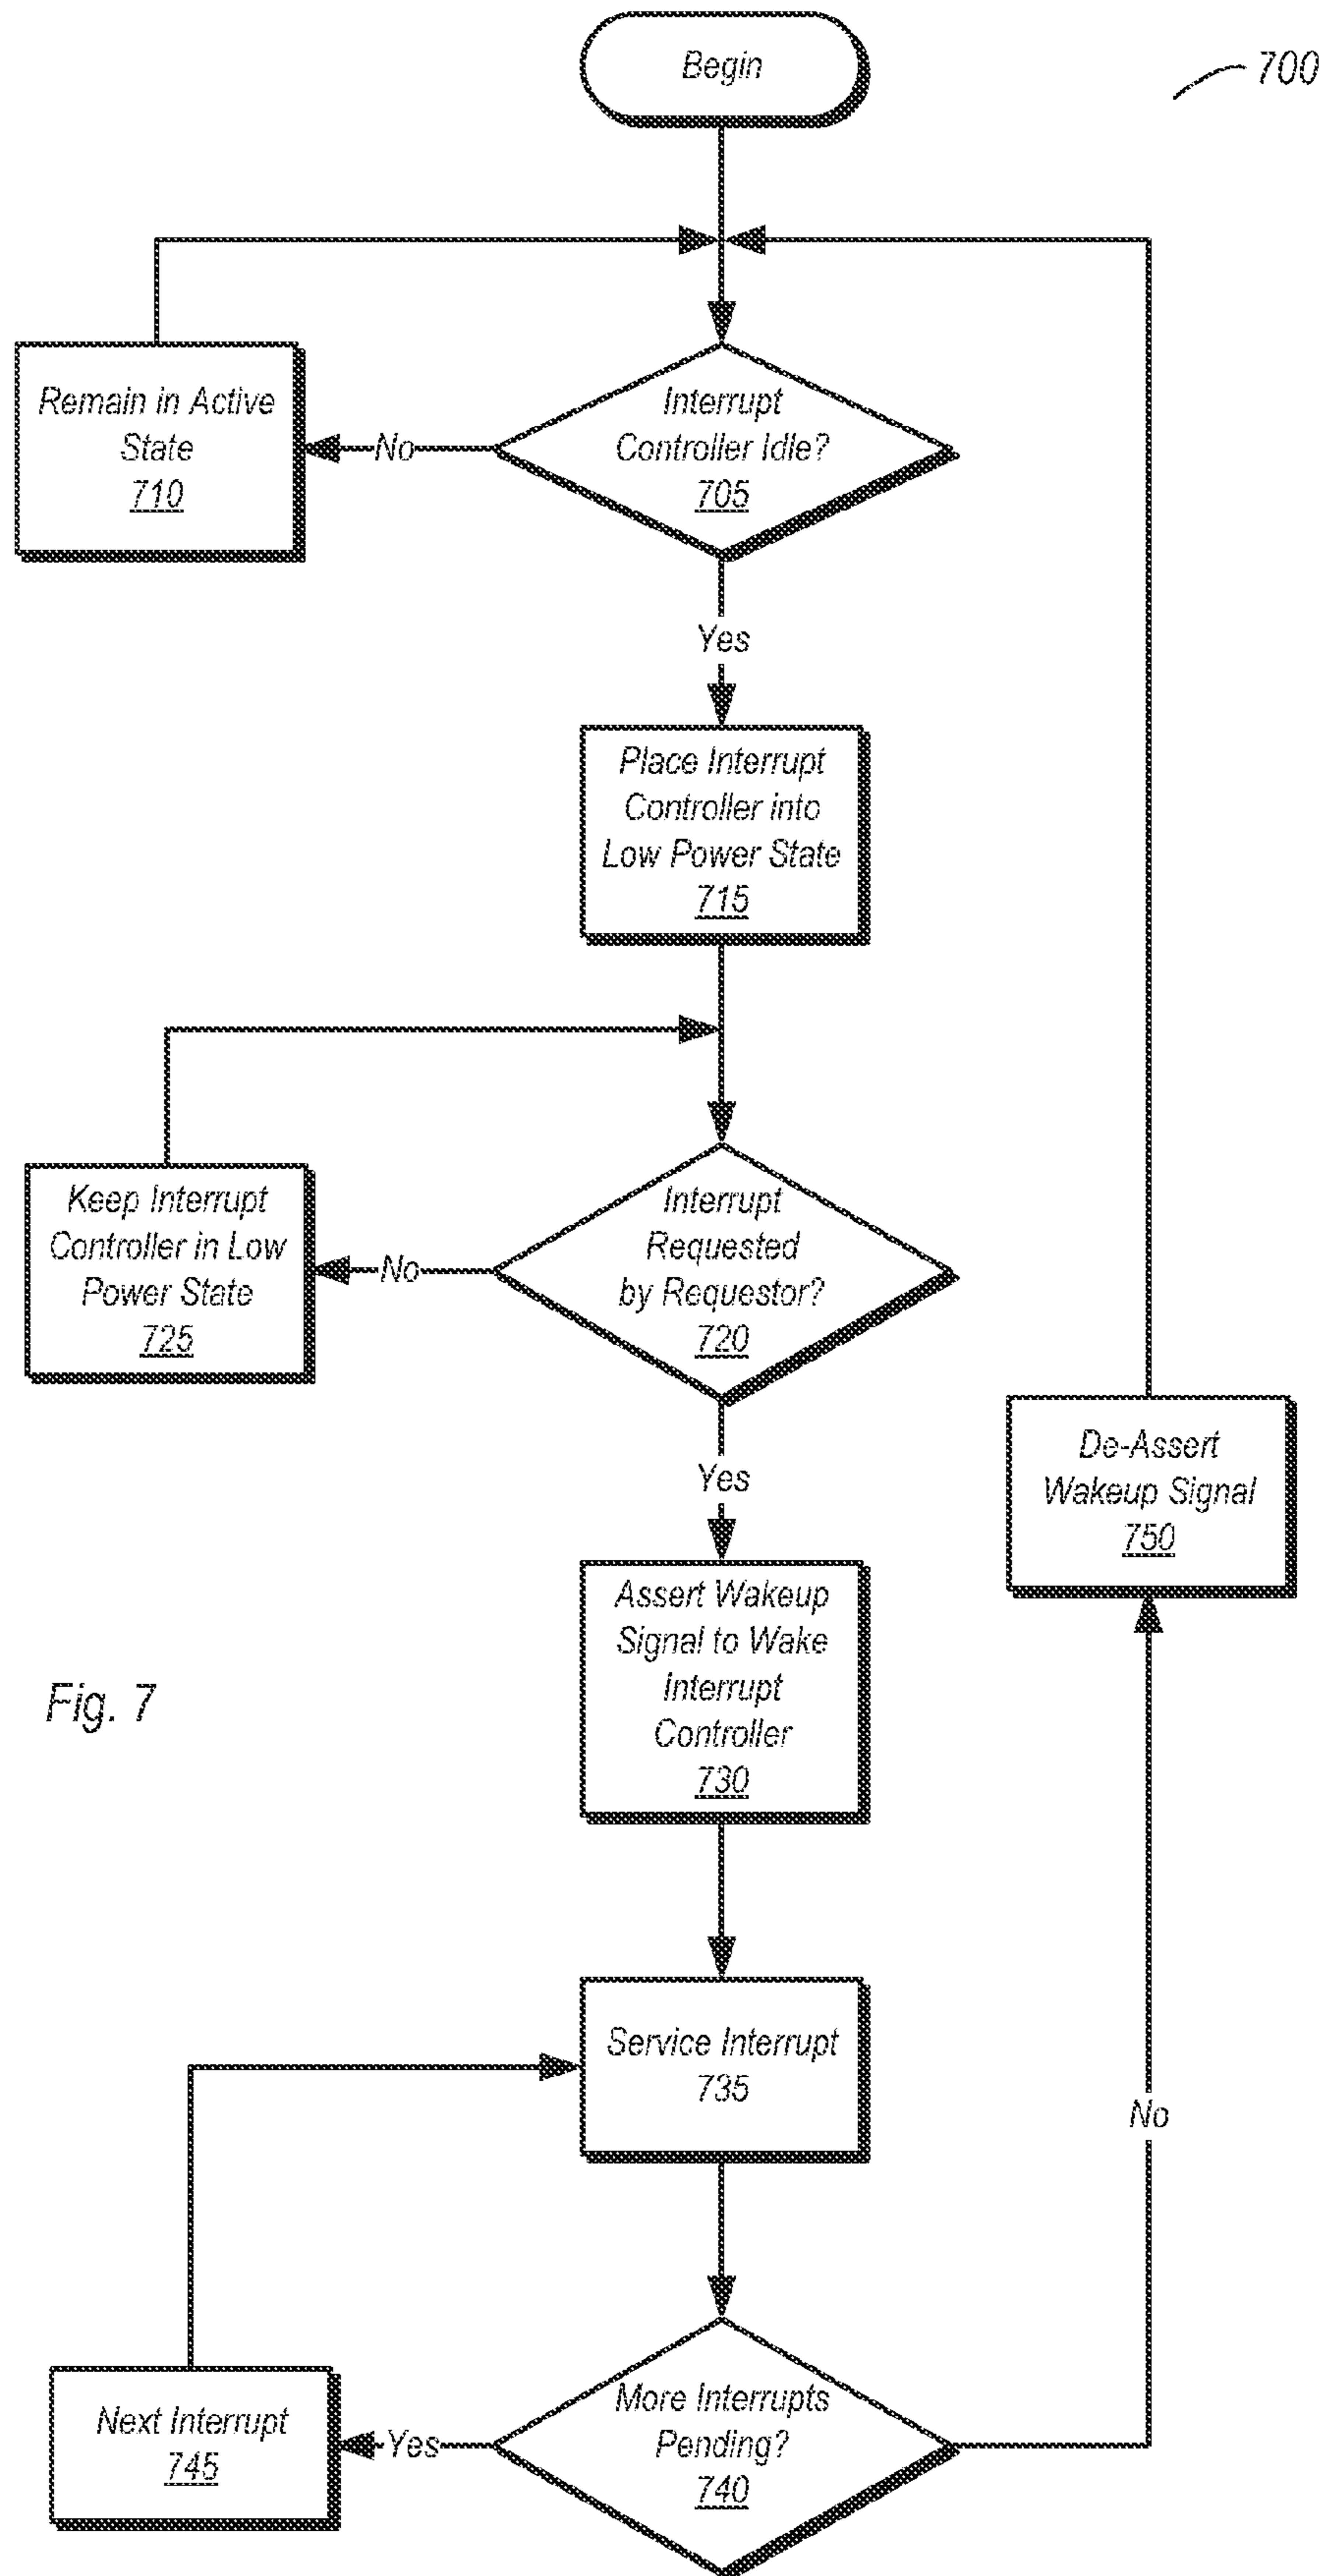 Begin
700
Remain in Active
State
710
No
Interrupt
Controller Idle?
705
Yes
Place Interrupt
Controller into
Low Power State
715
Keep Interrupt
Controller in Low
Power State
725
No
Interrupt
Requested
by Requestor?
720
Yes
De-Assert
Wakeup Signal
750
Assert Wakeup
Signal to Wake
Interrupt
Controller
730
Fig. 7
Service Interrupt
735
No
Next Interrupt
745
Yes
More Interrupts
Pending?
740